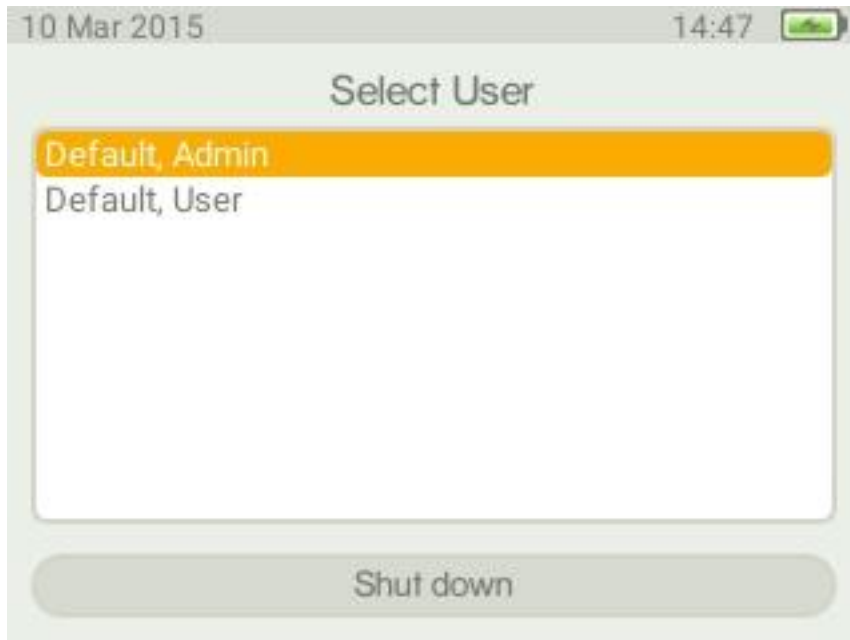 10 Mar 2015 14:47
Select User
Default, Admin
Default, User
Shut down